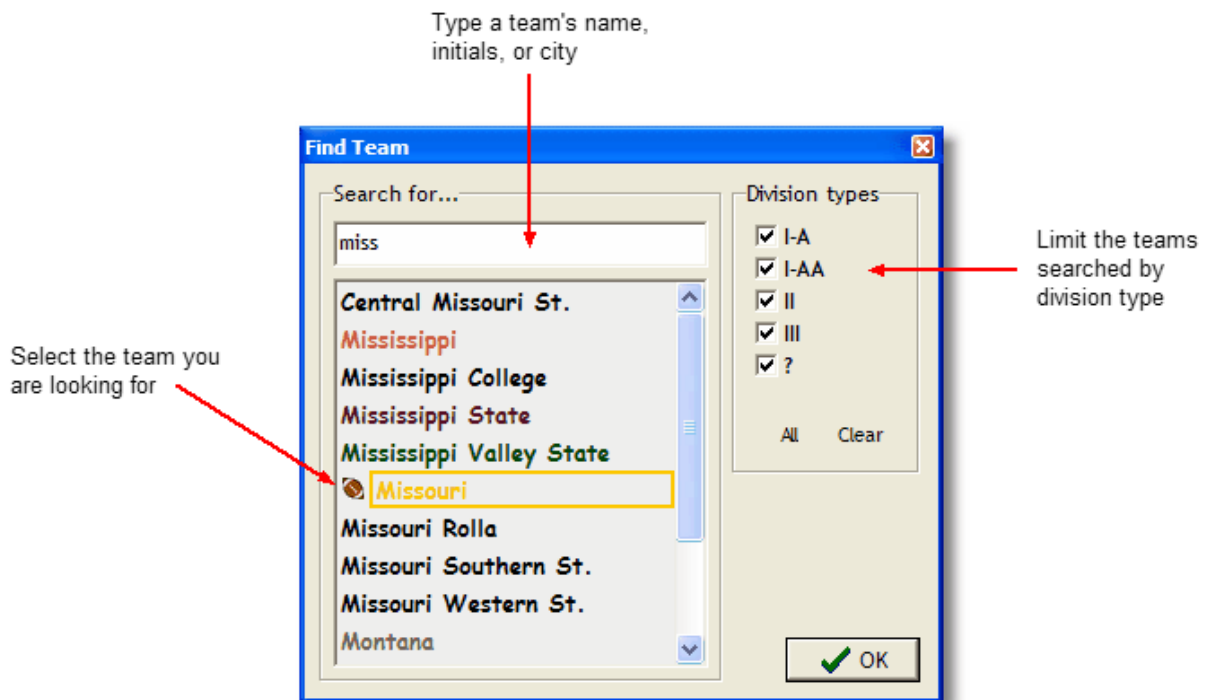 Type a team's name,
initials, or city
Find Team
Search for...
miss
Central Missouri St.
Mississippi
Mississippi College
Mississippi State
Mississippi Valley State
Missouri
Missouri Rolla
Missouri Southern St.
Missouri Western St.
Montana
Division types
I-A
I-AA
II
III
?
All Clear
OK
Select the team you
are looking for
Limit the teams
searched by
division type